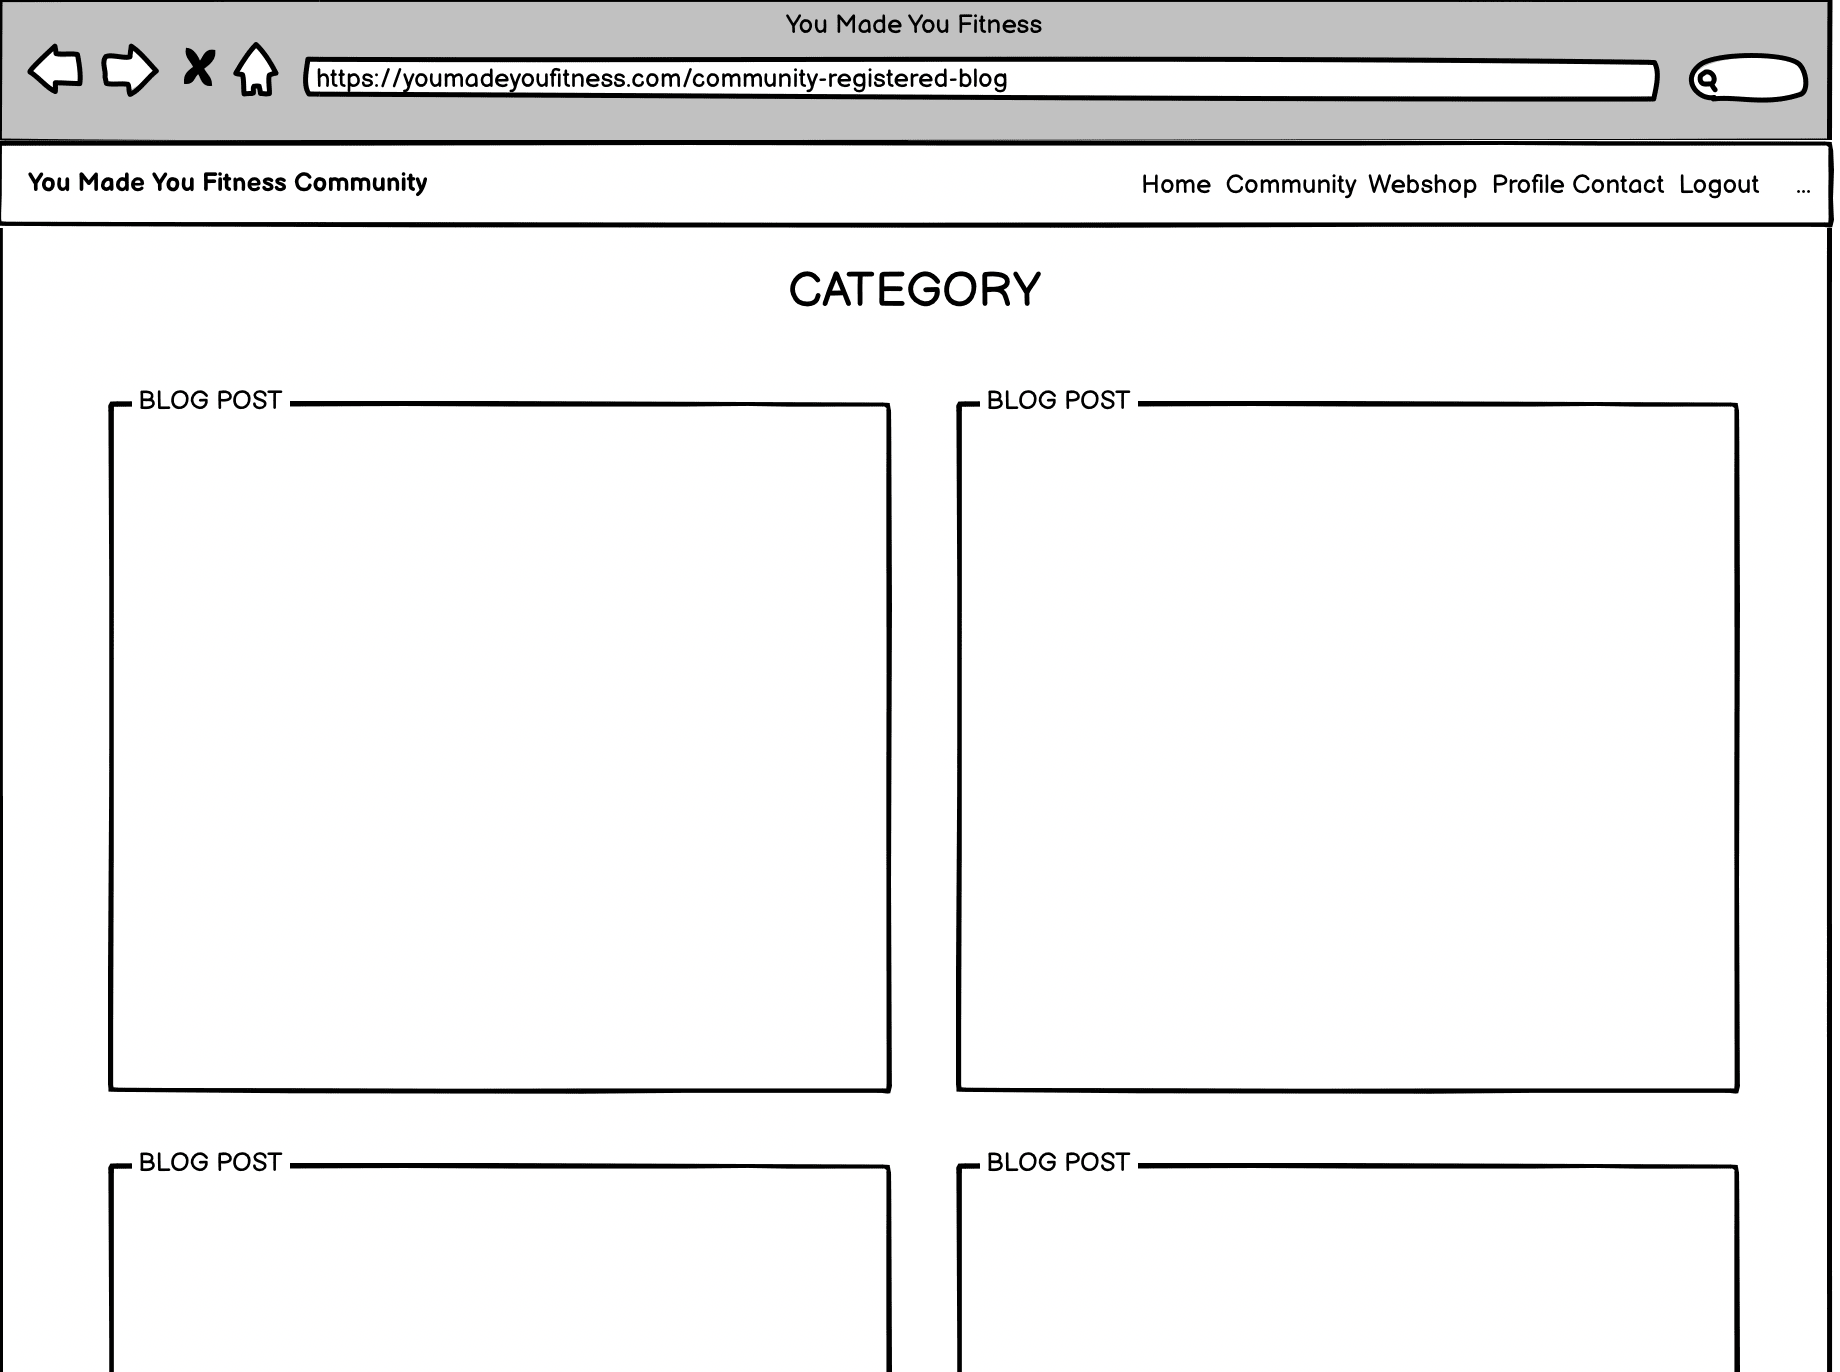 You Made You Fitness
https://youmadeyoufitness.com/community-registered-blog
You Made You Fitness Community
Home Community Webshop Profile Contact Logout ...
CATEGORY
BLOG POST
BLOG POST
BLOG POST
BLOG POST